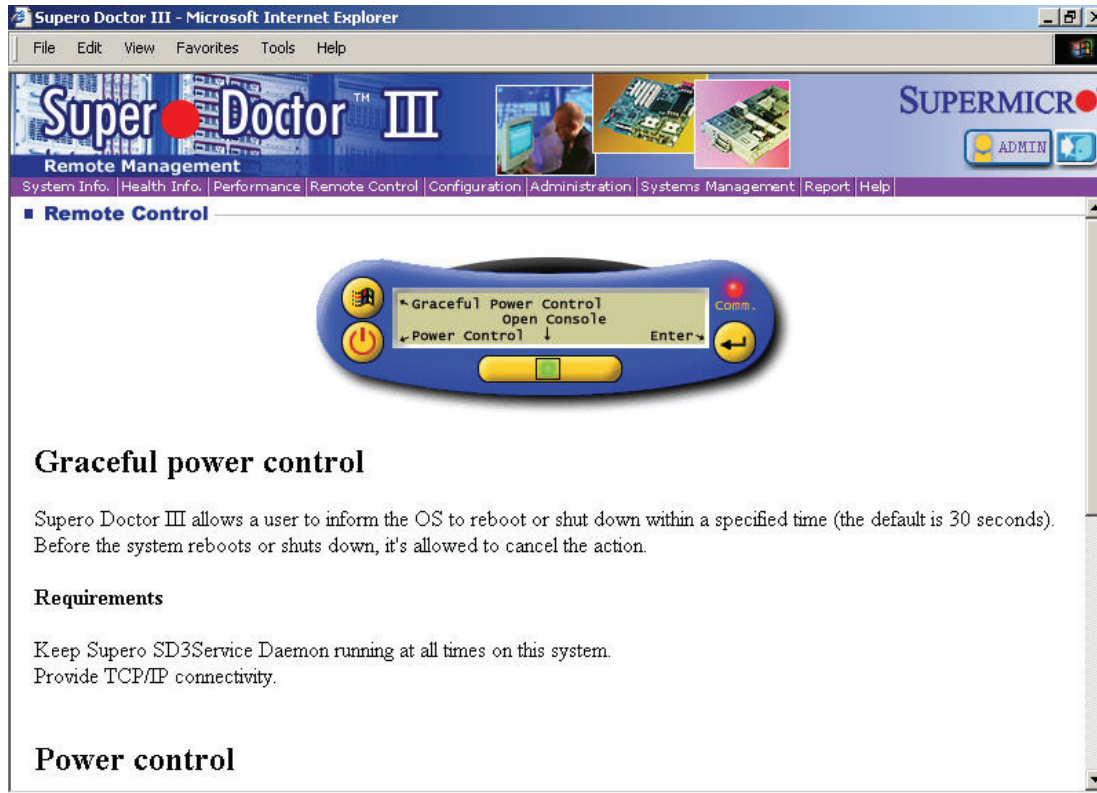 Supero Doctor III - Microsoft Internet Explorer
File Edit View Favorites Tools Help
Super Doctor™ III
SUPERMICR
ADMIN
Remote Management
System Info. Health Info. Performance Remote Control Configuration Administration Systems Management Report Help
Remote Control
Graceful Power Control
Open Console
Power Control ↓ Enter
Comm.
Graceful power control
Supero Doctor III allows a user to inform the OS to reboot or shut down within a specified time (the default is 30 seconds).
Before the system reboots or shuts down, it's allowed to cancel the action.
Requirements
Keep Supero SD3Service Daemon running at all times on this system.
Provide TCP/IP connectivity.
Power control